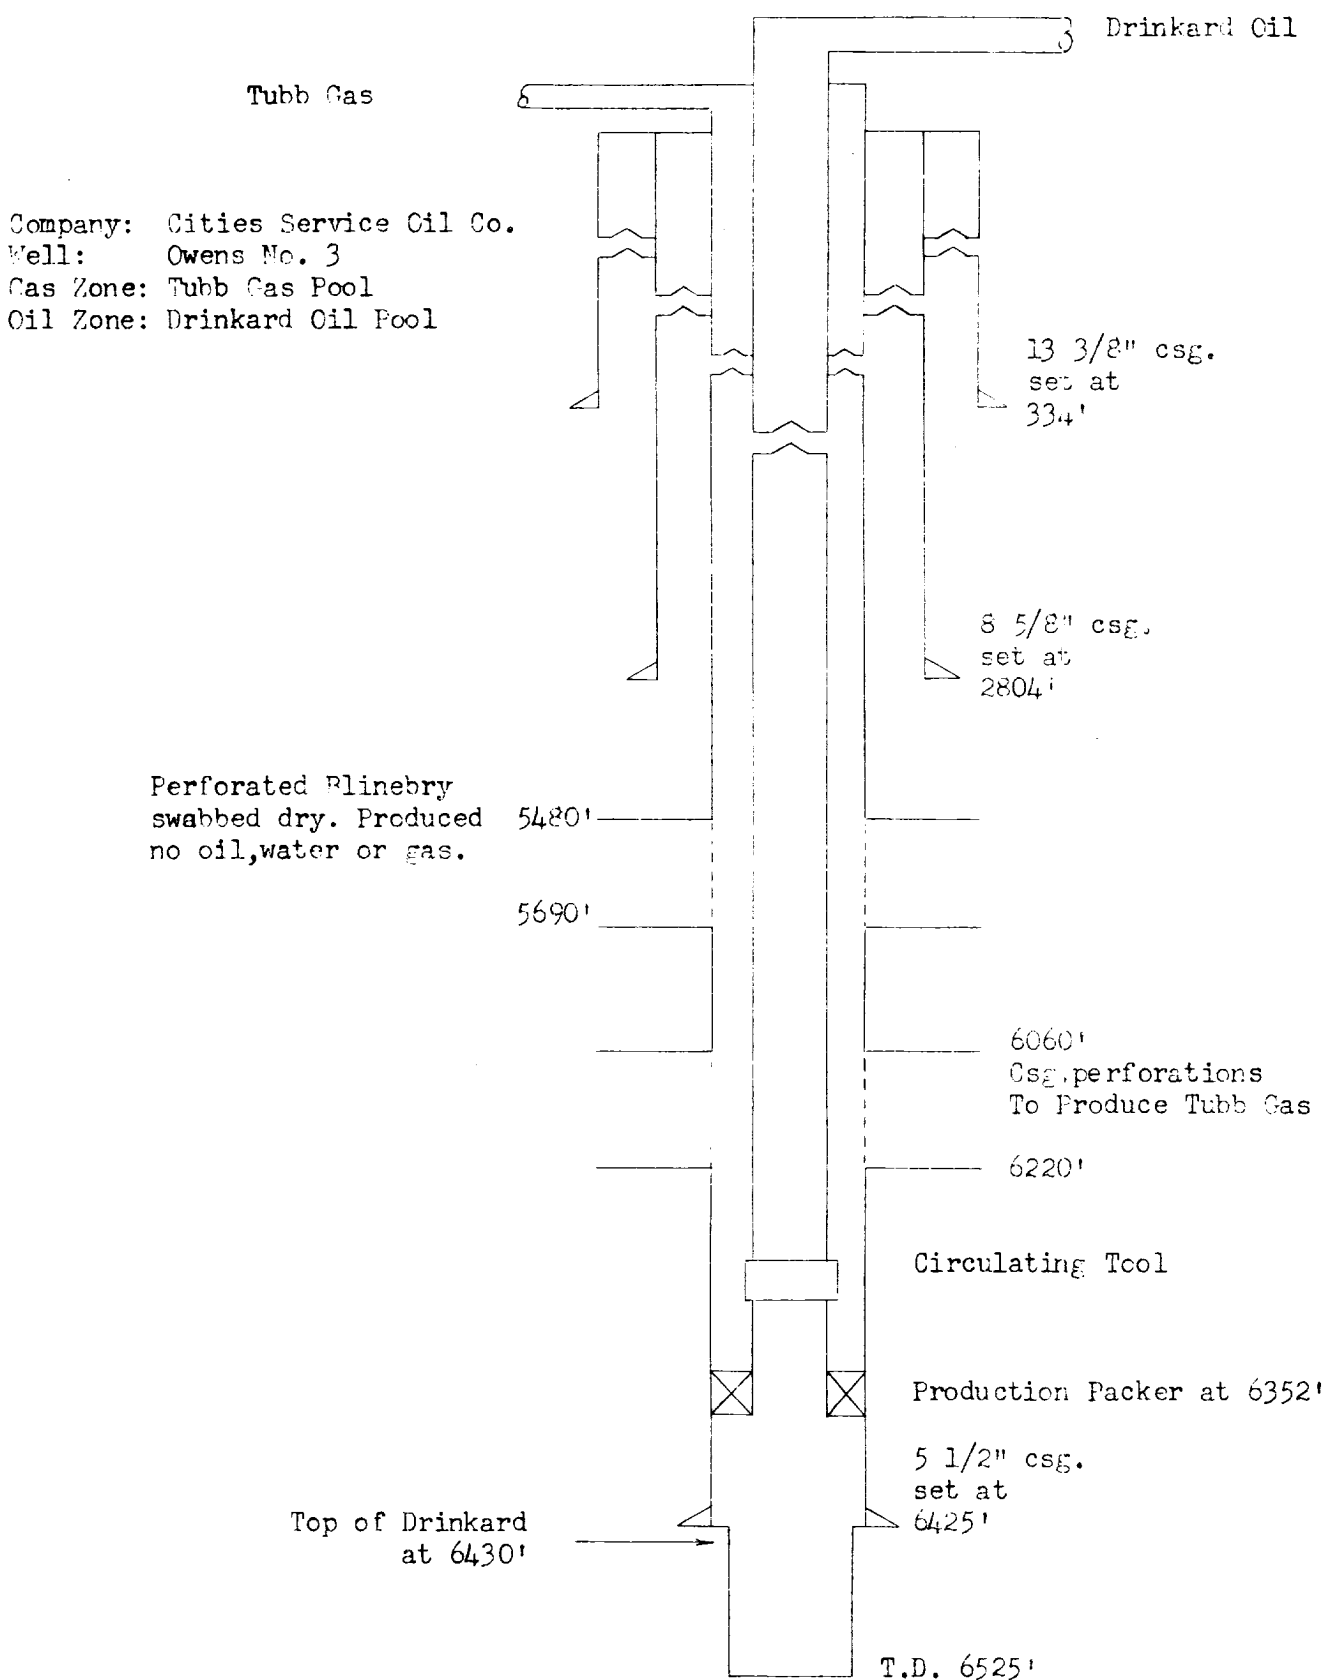 Drinkard Oil
Tubb Gas
Company: Cities Service Oil Co.
Well: Owens No. 3
Gas Zone: Tubb Gas Pool
Oil Zone: Drinkard Oil Pool
13 3/8" csg.
set at
334'
8 5/8" csg.
set at
2804'
Perforated Blinebry
swabbed dry. Produced
no oil,water or gas.
5480'
5690'
6060'
Csg.perforations
To Produce Tubb Gas
6220'
Circulating Tool
Production Packer at 6352'
5 1/2" csg.
set at
6425'
Top of Drinkard
at 6430'
T.D. 6525'